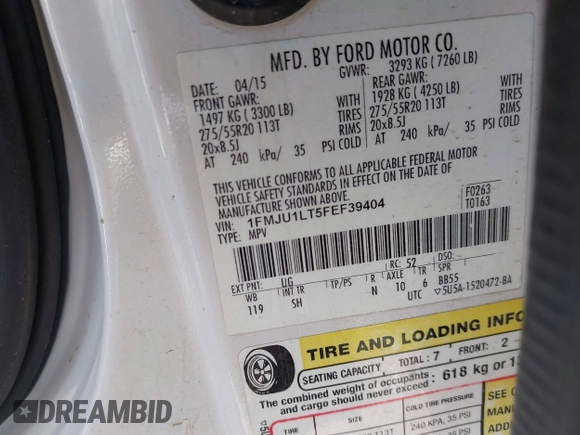 MFD. BY FORD MOTOR CO.
DATE: 04/15 GVWR: 3293 KG ( 7260 LB)
FRONT GAWR: REAR GAWR:
1497 KG ( 3300 LB) WITH 1928 KG ( 4250 LB) WITH
275/55R20 113T TIRES 275/55R20 113T TIRES
20x8.5J RIMS 20x8.5J RIMS
AT 240 kPa/ 35 PSI COLD AT 240 kPa/ 35 PSI COLD
THIS VEHICLE CONFORMS TO ALL APPLICABLE FEDERAL MOTOR
VEHICLE SAFETY STANDARDS IN EFFECT ON THE DATE OF
MANUFACTURE SHOWN ABOVE.
VIN: 1FMJU1LT5FEF39404 F0263
TYPE: MPV T0163
EXT PNT: UG RC: 52 DSO:
WB INT TR TP/PS R AXLE TR SPR
119 SH N 10 6 BB55
UTC 5U5A-1520472-BA
TIRE AND LOADING INFO
SEATING CAPACITY TOTAL: 7 FRONT: 2
The combined weight of occupants
and cargo should never exceed: 618 kg or
TIRE COLD TIRE PRESSURE SEE
240 KPA, 35 PSI MANU
35 PSI ADDI
DREAMBID